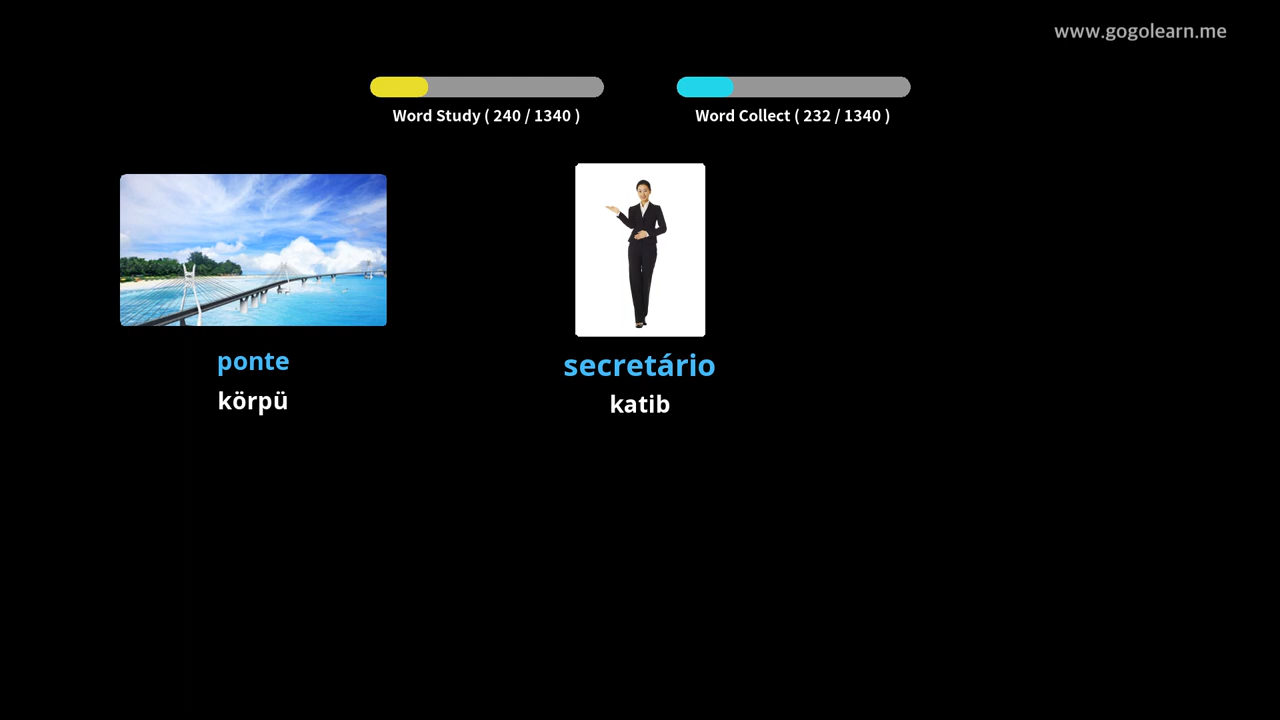 www.gogolearn.me
Word Study ( 240 / 1340 )
Word Collect ( 232 / 1340 )
ponte
körpü
secretário
katib